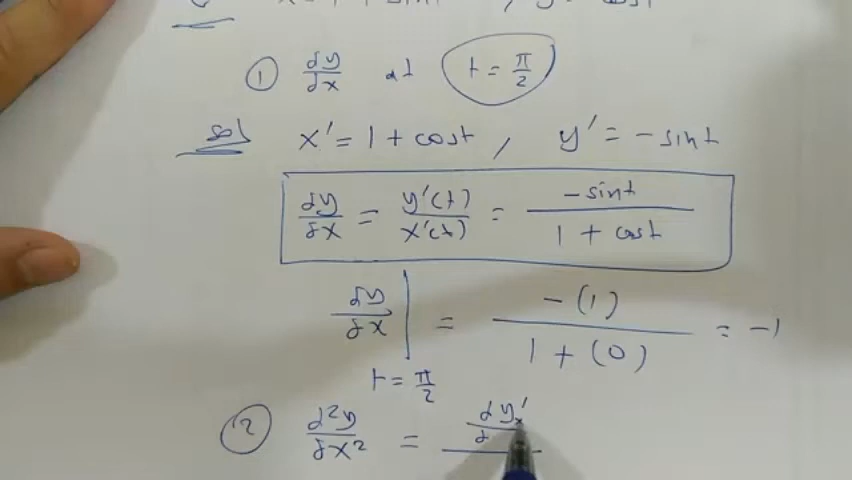 ① dy/dx at t = π/2
sol x' = 1 + cost , y' = -sint
dy/dx = y'(t)/x'(t) = -sint/(1 + cost)
dy/dx | t = π/2 = -(1)/(1 + (0)) = -1
② d²y/dx² = dy'